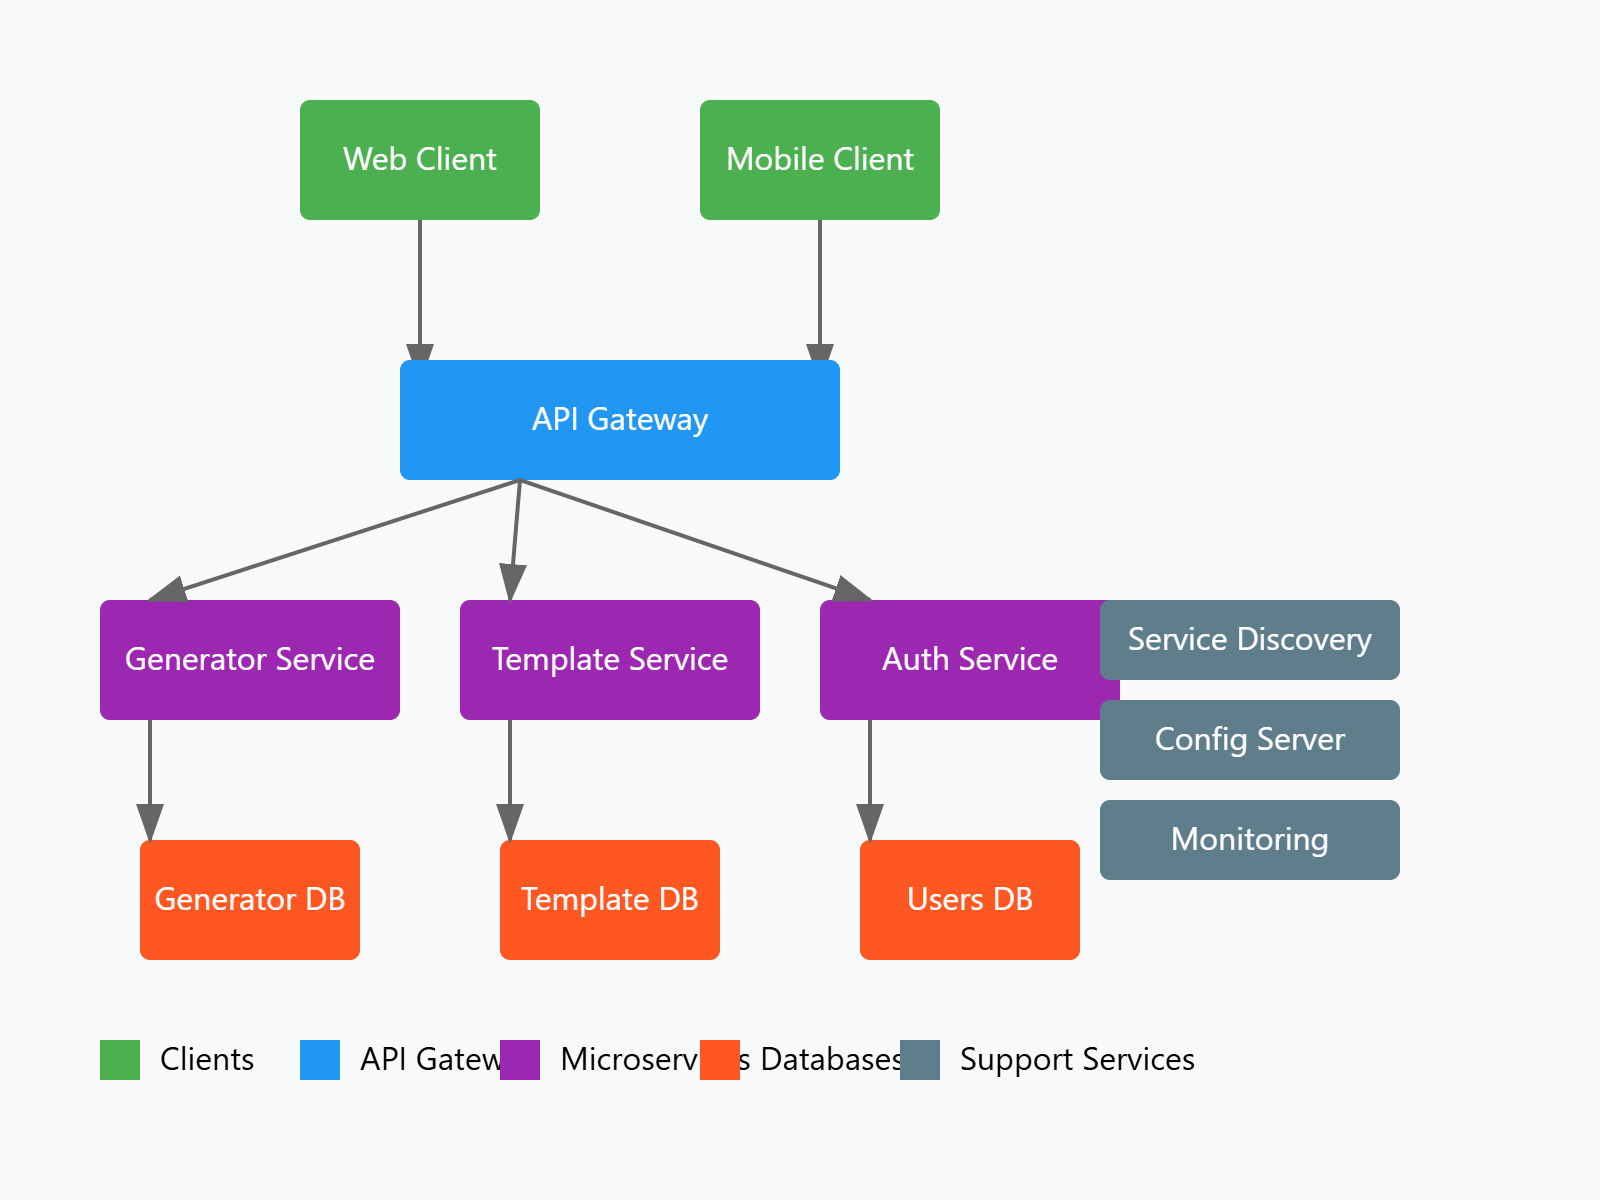 Web Client
Mobile Client
API Gateway
Generator Service
Template Service
Auth Service
Service Discovery
Config Server
Monitoring
Generator DB
Template DB
Users DB
Clients
API Gatew
Microserv s
Databases
Support Services